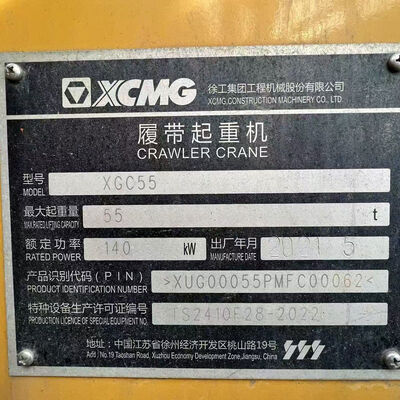 XCMG 徐工集团工程机械股份有限公司
XCMG CONSTRUCTION MACHINERY CO., LTD.
履带起重机
CRAWLER CRANE
型号 XGC55
MODEL
最大起重量 55 t
MAX.RATED LIFTING CAPACITY
额定功率 140 kW 出厂年月 2021 5
RATED POWER MANUFACTURE DATE
产品识别代码(PIN) >XUG00055PMFC00062<
PRODUCT IDENTIFICATION NUMBER
特种设备生产许可证编号 TS2410F28-2022
PRODUCTION LICENCE OF SPECIAL EQUIPMENT NO.
地址:中国江苏省徐州经济开发区桃山路19号
Add / No.19 Taoshan Road, Xuzhou Economy Development Zone,Jiangsu, China